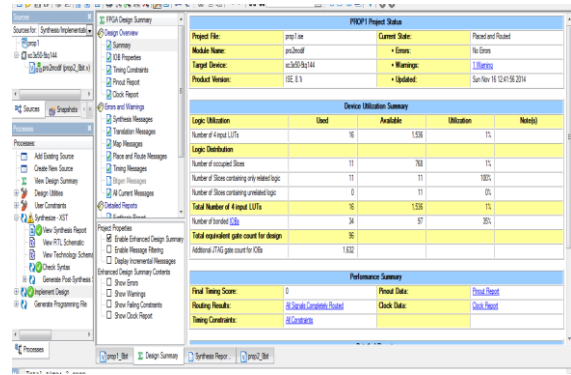 Sources
Sources for: Synthesis/Implementati
prop1
xc3s50-5tq144
pro2modif (prop2_8bit.v)
Sources
Snapshots
Processes
Processes:
Add Existing Source
Create New Source
View Design Summary
Design Utilities
User Constraints
Synthesize - XST
View Synthesis Report
View RTL Schematic
View Technology Schema
Check Syntax
Generate Post-Synthesis S
Implement Design
Generate Programming File
Processes
FPGA Design Summary
Design Overview
Summary
IOB Properties
Timing Constraints
Pinout Report
Clock Report
Errors and Warnings
Synthesis Messages
Translation Messages
Map Messages
Place and Route Messages
Timing Messages
Bitgen Messages
All Current Messages
Detailed Reports
Synthesis Report
Project Properties
Enable Enhanced Design Summary
Enable Message Filtering
Display Incremental Messages
Enhanced Design Summary Contents
Show Errors
Show Warnings
Show Failing Constraints
Show Clock Report
PROP1 Project Status
Project File: prop1.ise Current State: Placed and Routed
Module Name: pro2modif • Errors: No Errors
Target Device: xc3s50-5tq144 • Warnings: 1 Warning
Product Version: ISE, 8.1i • Updated: Sun Nov 16 12:41:56 2014
Device Utilization Summary
Logic Utilization Used Available Utilization Note(s)
Number of 4 input LUTs 16 1,536 1%
Logic Distribution
Number of occupied Slices 11 768 1%
Number of Slices containing only related logic 11 11 100%
Number of Slices containing unrelated logic 0 11 0%
Total Number of 4 input LUTs 16 1,536 1%
Number of bonded IOBs 34 97 35%
Total equivalent gate count for design 96
Additional JTAG gate count for IOBs 1,632
Performance Summary
Final Timing Score: 0 Pinout Data: Pinout Report
Routing Results: All Signals Completely Routed Clock Data: Clock Report
Timing Constraints: All Constraints
prop1_8bit
Design Summary
Synthesis Repor...
prop2_8bit